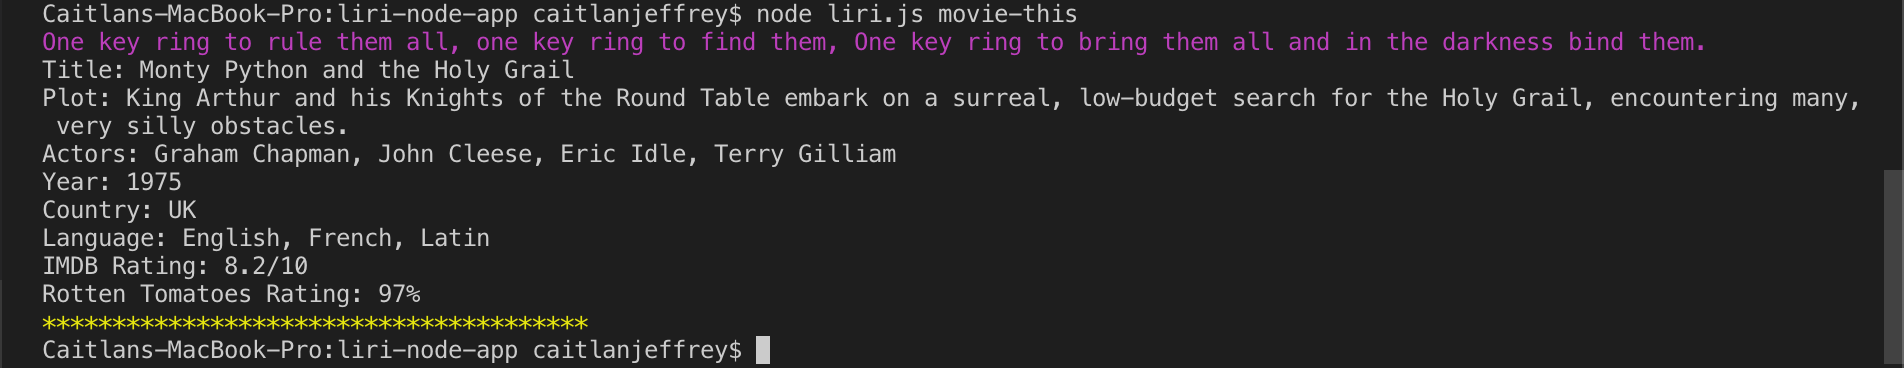 Caitlans-MacBook-Pro:liri-node-app caitlanjeffrey$ node liri.js movie-this
One key ring to rule them all, one key ring to find them, One key ring to bring them all and in the darkness bind them.
Title: Monty Python and the Holy Grail
Plot: King Arthur and his Knights of the Round Table embark on a surreal, low-budget search for the Holy Grail, encountering many,
 very silly obstacles.
Actors: Graham Chapman, John Cleese, Eric Idle, Terry Gilliam
Year: 1975
Country: UK
Language: English, French, Latin
IMDB Rating: 8.2/10
Rotten Tomatoes Rating: 97%
***************************************
Caitlans-MacBook-Pro:liri-node-app caitlanjeffrey$